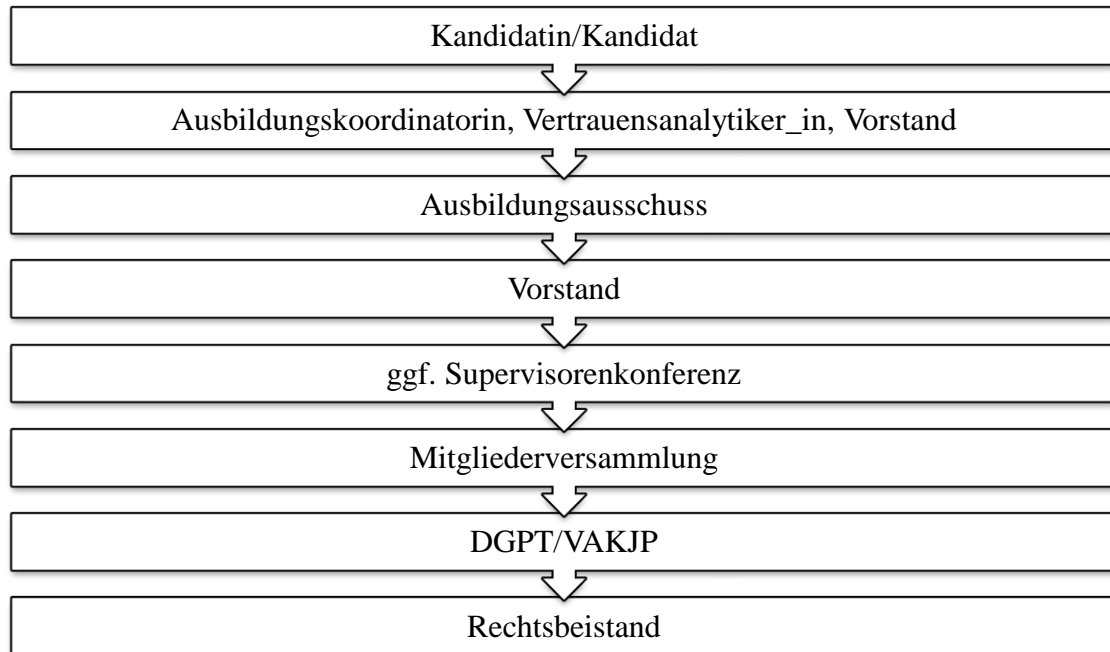 Kandidatin/Kandidat
Ausbildungskoordinatorin, Vertrauensanalytiker_in, Vorstand
Ausbildungsausschuss
Vorstand
ggf. Supervisorenkonferenz
Mitgliederversammlung
DGPT/VAKJP
Rechtsbeistand